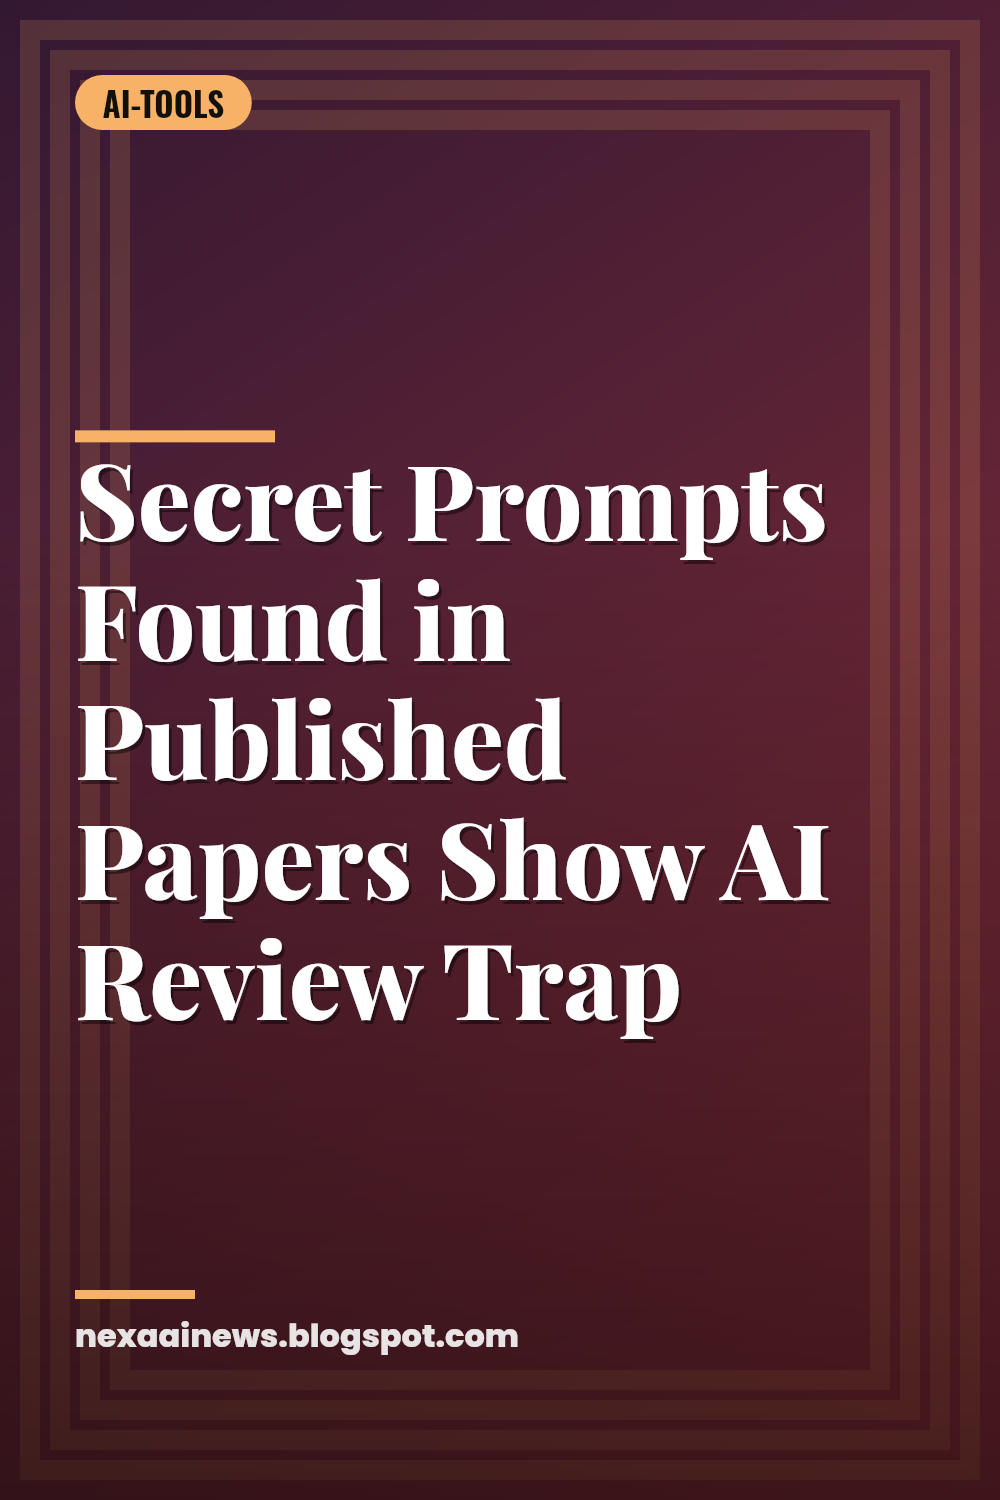 AI-TOOLS
Secret Prompts
Found in
Published
Papers Show AI
Review Trap
nexaainews.blogspot.com